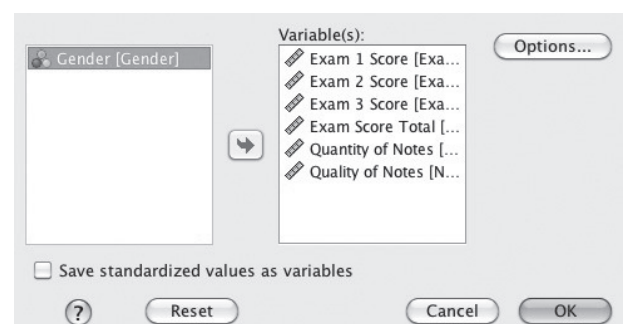 Variable(s):
Gender [Gender]
Exam 1 Score [Exa...
Exam 2 Score [Exa...
Exam 3 Score [Exa...
Exam Score Total [...
Quantity of Notes [...
Quality of Notes [N...
Options...
Save standardized values as variables
?
Reset
Cancel
OK